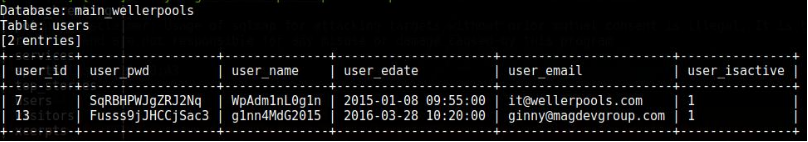 Database: main_wellerpools
Table: users
[2 entries]
+---------+------------------+---------------+---------------------+-----------------------+---------------+
| user_id | user_pwd | user_name | user_edate | user_email | user_isactive |
+---------+------------------+---------------+---------------------+-----------------------+---------------+
| 7 | SqRBHPWJgZRJ2Nq | WpAdm1nL0g1n | 2015-01-08 09:55:00 | it@wellerpools.com | 1 |
| 13 | Fusss9jJHCCjSac3 | g1nn4MdG2015 | 2016-03-28 10:20:00 | ginny@magdevgroup.com | 1 |
+---------+------------------+---------------+---------------------+-----------------------+---------------+